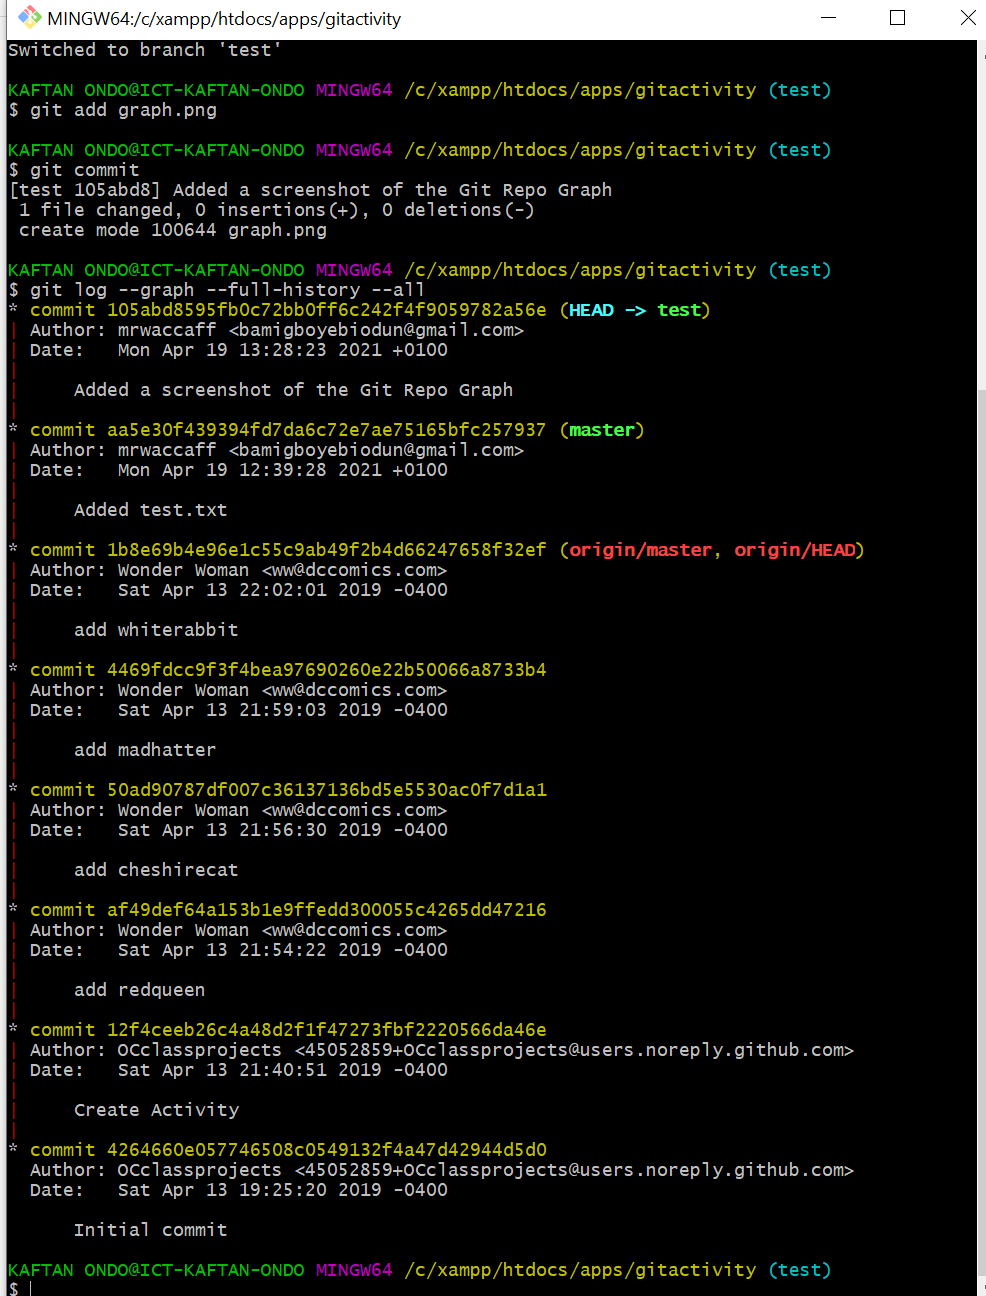 MINGW64:/c/xampp/htdocs/apps/gitactivity
Switched to branch 'test'
KAFTAN ONDO@ICT-KAFTAN-ONDO MINGW64 /c/xampp/htdocs/apps/gitactivity (test)
$ git add graph.png
KAFTAN ONDO@ICT-KAFTAN-ONDO MINGW64 /c/xampp/htdocs/apps/gitactivity (test)
$ git commit
[test 105abd8] Added a screenshot of the Git Repo Graph
1 file changed, 0 insertions(+), 0 deletions(-)
create mode 100644 graph.png
KAFTAN ONDO@ICT-KAFTAN-ONDO MINGW64 /c/xampp/htdocs/apps/gitactivity (test)
$ git log --graph --full-history --all
* commit 105abd8595fb0c72bb0ff6c242f4f9059782a56e (HEAD -> test)
| Author: mrwaccaff <bamigboyebiodun@gmail.com>
| Date:   Mon Apr 19 13:28:23 2021 +0100
|
|     Added a screenshot of the Git Repo Graph
|
* commit aa5e30f439394fd7da6c72e7ae75165bfc257937 (master)
| Author: mrwaccaff <bamigboyebiodun@gmail.com>
| Date:   Mon Apr 19 12:39:28 2021 +0100
|
|     Added test.txt
|
* commit 1b8e69b4e96e1c55c9ab49f2b4d66247658f32ef (origin/master, origin/HEAD)
| Author: Wonder Woman <ww@dccomics.com>
| Date:   Sat Apr 13 22:02:01 2019 -0400
|
|     add whiterabbit
|
* commit 4469fdcc9f3f4bea97690260e22b50066a8733b4
| Author: Wonder Woman <ww@dccomics.com>
| Date:   Sat Apr 13 21:59:03 2019 -0400
|
|     add madhatter
|
* commit 50ad90787df007c36137136bd5e5530ac0f7d1a1
| Author: Wonder Woman <ww@dccomics.com>
| Date:   Sat Apr 13 21:56:30 2019 -0400
|
|     add cheshirecat
|
* commit af49def64a153b1e9ffedd300055c4265dd47216
| Author: Wonder Woman <ww@dccomics.com>
| Date:   Sat Apr 13 21:54:22 2019 -0400
|
|     add redqueen
|
* commit 12f4ceeb26c4a48d2f1f47273fbf2220566da46e
| Author: OCclassprojects <45052859+OCclassprojects@users.noreply.github.com>
| Date:   Sat Apr 13 21:40:51 2019 -0400
|
|     Create Activity
|
* commit 4264660e057746508c0549132f4a47d42944d5d0
  Author: OCclassprojects <45052859+OCclassprojects@users.noreply.github.com>
  Date:   Sat Apr 13 19:25:20 2019 -0400
      Initial commit
KAFTAN ONDO@ICT-KAFTAN-ONDO MINGW64 /c/xampp/htdocs/apps/gitactivity (test)
$